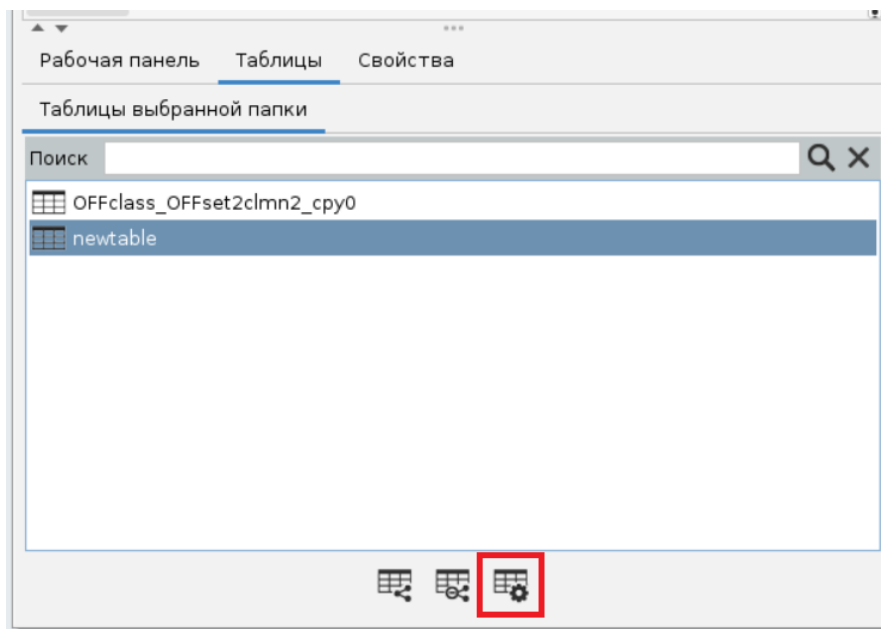 Рабочая панель Таблицы Свойства
Таблицы выбранной папки
Поиск
OFFclass_OFFset2clmn2_cpy0
newtable